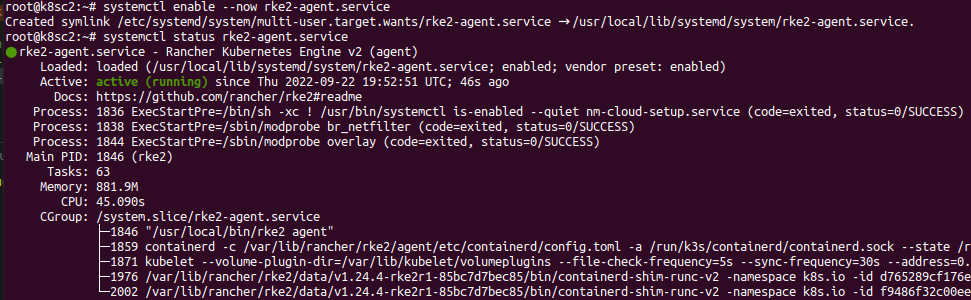 root@k8sc2:~# systemctl enable --now rke2-agent.service
Created symlink /etc/systemd/system/multi-user.target.wants/rke2-agent.service → /usr/local/lib/systemd/system/rke2-agent.service.
root@k8sc2:~# systemctl status rke2-agent.service
● rke2-agent.service - Rancher Kubernetes Engine v2 (agent)
Loaded: loaded (/usr/local/lib/systemd/system/rke2-agent.service; enabled; vendor preset: enabled)
Active: active (running) since Thu 2022-09-22 19:52:51 UTC; 46s ago
Docs: https://github.com/rancher/rke2#readme
Process: 1836 ExecStartPre=/bin/sh -xc ! /usr/bin/systemctl is-enabled --quiet nm-cloud-setup.service (code=exited, status=0/SUCCESS)
Process: 1838 ExecStartPre=/sbin/modprobe br_netfilter (code=exited, status=0/SUCCESS)
Process: 1844 ExecStartPre=/sbin/modprobe overlay (code=exited, status=0/SUCCESS)
Main PID: 1846 (rke2)
Tasks: 63
Memory: 881.9M
CPU: 45.090s
CGroup: /system.slice/rke2-agent.service
├─1846 "/usr/local/bin/rke2 agent"
├─1859 containerd -c /var/lib/rancher/rke2/agent/etc/containerd/config.toml -a /run/k3s/containerd/containerd.sock --state /r
├─1871 kubelet --volume-plugin-dir=/var/lib/kubelet/volumeplugins --file-check-frequency=5s --sync-frequency=30s --address=0.
├─1976 /var/lib/rancher/rke2/data/v1.24.4-rke2r1-85bc7d7bec85/bin/containerd-shim-runc-v2 -namespace k8s.io -id d765289cf176e
├─2002 /var/lib/rancher/rke2/data/v1.24.4-rke2r1-85bc7d7bec85/bin/containerd-shim-runc-v2 -namespace k8s.io -id f9486f32c00ee